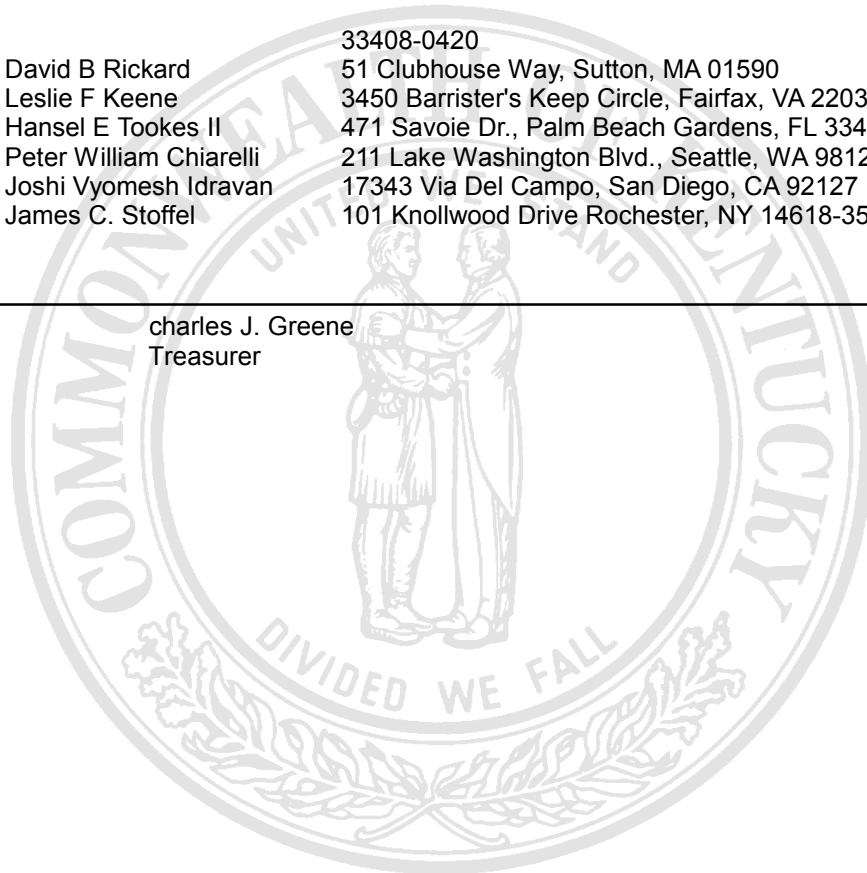 33408-0420
David B Rickard 51 Clubhouse Way, Sutton, MA 01590
Leslie F Keene 3450 Barrister's Keep Circle, Fairfax, VA 2203
Hansel E Tookes II 471 Savoie Dr., Palm Beach Gardens, FL 334
Peter William Chiarelli 211 Lake Washington Blvd., Seattle, WA 9812
Joshi Vyomesh Idravan 17343 Via Del Campo, San Diego, CA 92127
James C. Stoffel 101 Knollwood Drive Rochester, NY 14618-35
charles J. Greene
Treasurer
COMMONWEALTH OF KENTUCKY
UNITED WE STAND
DIVIDED WE FALL